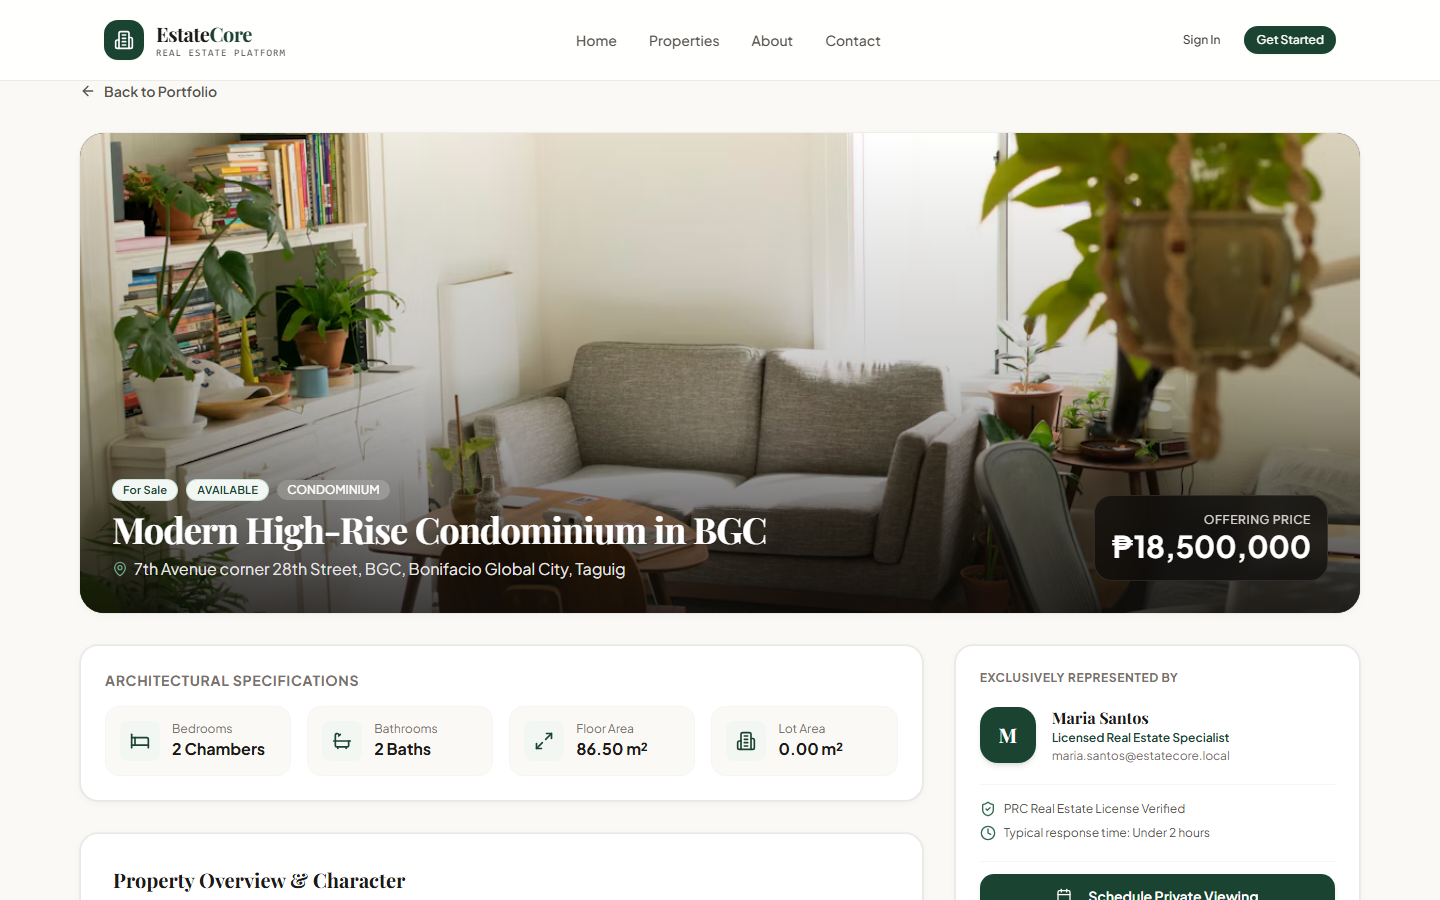 EstateCore
REAL ESTATE PLATFORM
Home
Properties
About
Contact
Sign In
Get Started
Back to Portfolio
For Sale
AVAILABLE
CONDOMINIUM
Modern High-Rise Condominium in BGC
7th Avenue corner 28th Street, BGC, Bonifacio Global City, Taguig
OFFERING PRICE
₱18,500,000
ARCHITECTURAL SPECIFICATIONS
Bedrooms
2 Chambers
Bathrooms
2 Baths
Floor Area
86.50 m²
Lot Area
0.00 m²
Property Overview & Character
EXCLUSIVELY REPRESENTED BY
M
Maria Santos
Licensed Real Estate Specialist
maria.santos@estatecore.local
PRC Real Estate License Verified
Typical response time: Under 2 hours
Schedule Private Viewing